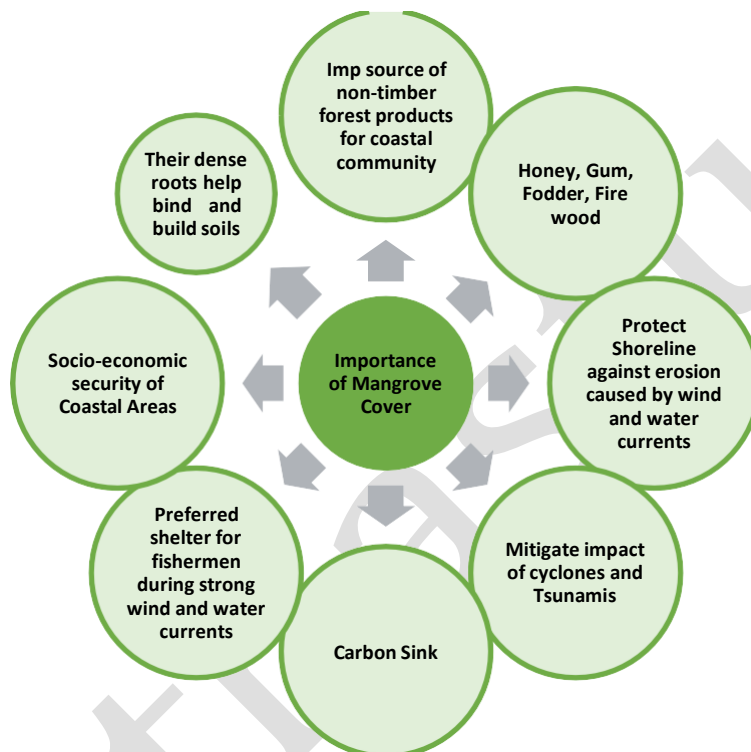 Imp source of
non-timber
forest products
for coastal
community
Honey, Gum,
Fodder, Fire
wood
Protect
Shoreline
against erosion
caused by wind
and water
currents
Mitigate impact
of cyclones and
Tsunamis
Carbon Sink
Preferred
shelter for
fishermen
during strong
wind and water
currents
Socio-economic
security of
Coastal Areas
Their dense
roots help
bind and
build soils
Importance
of Mangrove
Cover